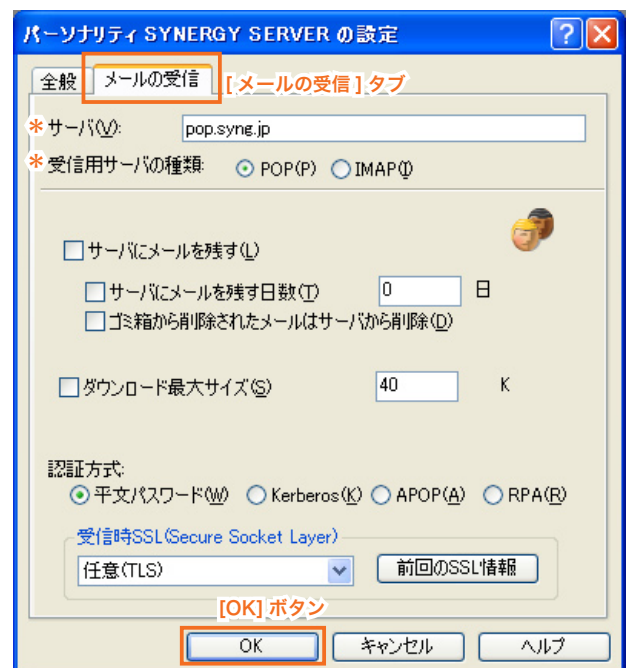 パーソナリティ SYNERGY SERVER の設定
全般 メールの受信 [ メールの受信 ] タブ
*サーバ(V): pop.syng.jp
*受信用サーバの種類: POP(P) IMAP(I)
サーバにメールを残す(L)
サーバにメールを残す日数(T) 0 日
ゴミ箱から削除されたメールはサーバから削除(D)
ダウンロード最大サイズ(S) 40 K
認証方式:
平文パスワード(W) Kerberos(K) APOP(A) RPA(R)
受信時SSL(Secure Socket Layer)
任意(TLS) 前回のSSL情報
[OK] ボタン
OK キャンセル ヘルプ